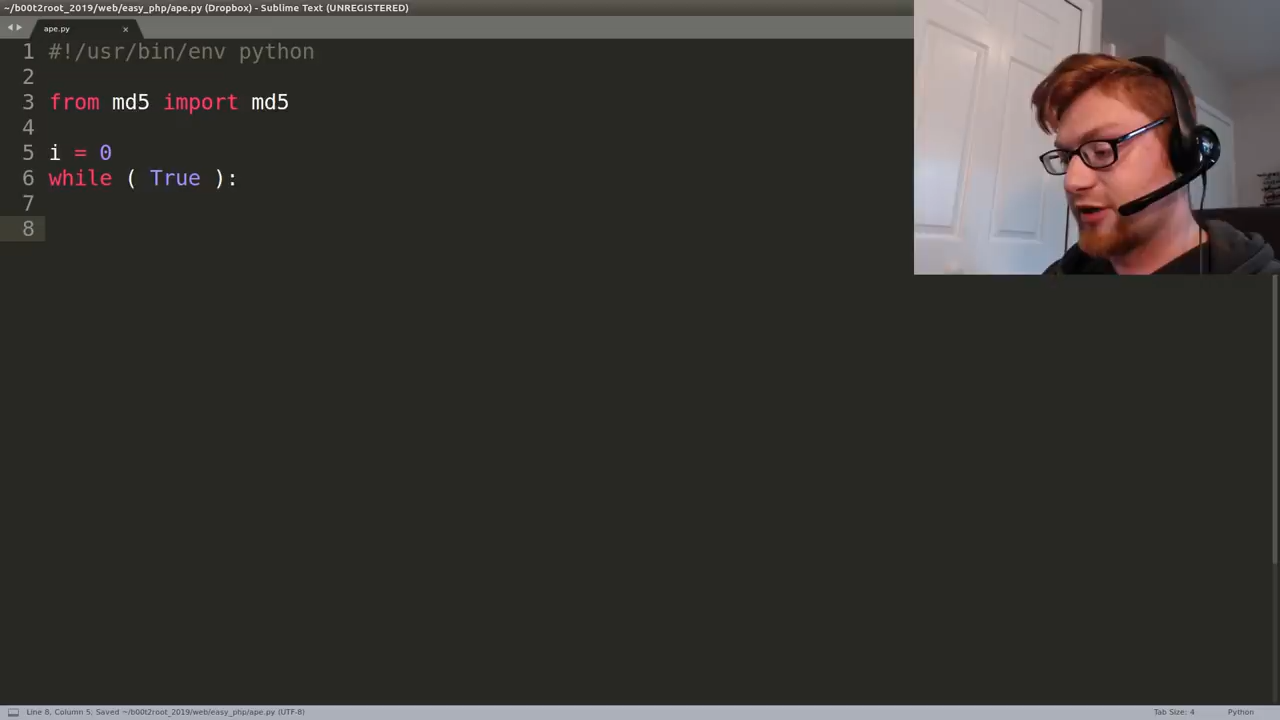 ~/b00t2root_2019/web/easy_php/ape.py (Dropbox) - Sublime Text (UNREGISTERED)
ape.py
1 #!/usr/bin/env python
2
3 from md5 import md5
4
5 i = 0
6 while ( True ):
7
8
Line 8, Column 5, Saved ~/b00t2root_2019/web/easy_php/ape.py (UTF-8)
Tab Size: 4
Python